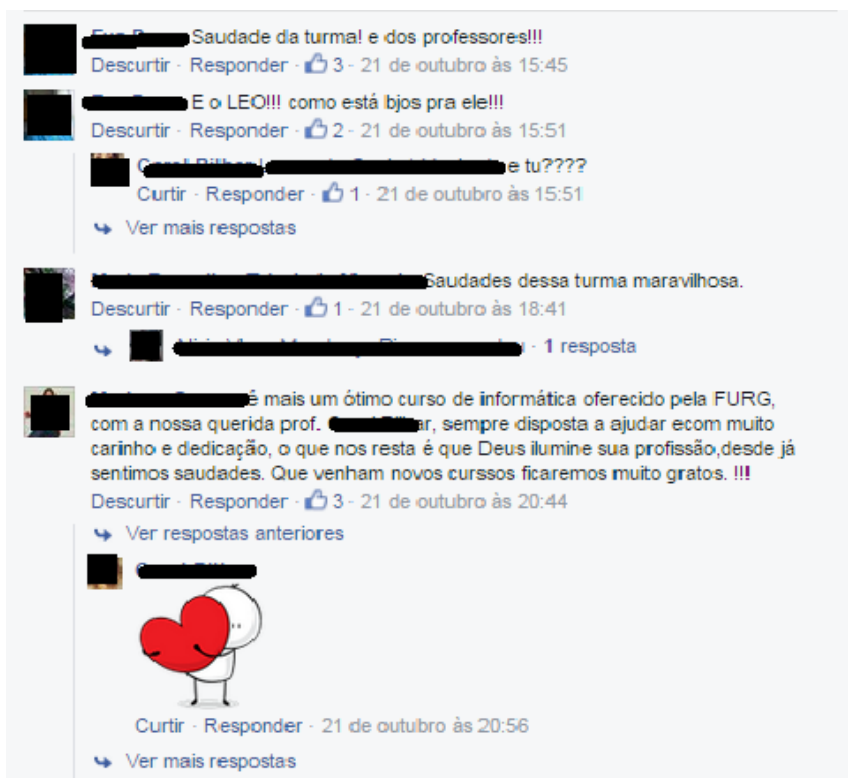 Saudade da turma! e dos professores!!!
Descurtir · Responder · 3 · 21 de outubro às 15:45
E o LEO!!! como está bjos pra ele!!!
Descurtir · Responder · 2 · 21 de outubro às 15:51
e tu????
Curtir · Responder · 1 · 21 de outubro às 15:51
Ver mais respostas
Saudades dessa turma maravilhosa.
Descurtir · Responder · 1 · 21 de outubro às 18:41
· 1 resposta
é mais um ótimo curso de informática oferecido pela FURG,
com a nossa querida prof. r, sempre disposta a ajudar ecom muito
carinho e dedicação, o que nos resta é que Deus ilumine sua profissão,desde já
sentimos saudades. Que venham novos curssos ficaremos muito gratos. !!!
Descurtir · Responder · 3 · 21 de outubro às 20:44
Ver respostas anteriores
Curtir · Responder · 21 de outubro às 20:56
Ver mais respostas